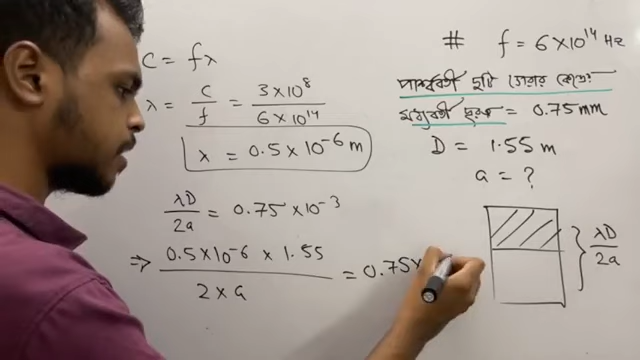 C = fλ
λ = C/f = 3×10⁸/6×10¹⁴
λ = 0.5×10⁻⁶ m
λD/2a = 0.75×10⁻³
⇒ 0.5×10⁻⁶ × 1.55/2×a = 0.75×
# f = 6×10¹⁴ Hz
পার্শ্ববর্তী দুটি ডোরার কেন্দ্রের
মধ্যবর্তী দূরত্ব = 0.75mm
D = 1.55 m
a = ?
λD/2a